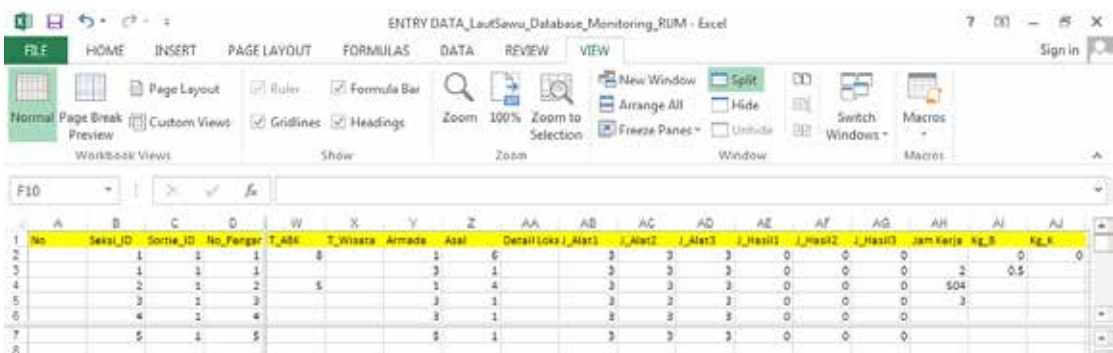 ENTRY DATA_LautSawu_Database_Monitoring_RUM - Excel
FILE HOME INSERT PAGE LAYOUT FORMULAS DATA REVIEW VIEW Sign in
Normal Page Break Preview Page Layout Custom Views
Workbook Views
Ruler Formula Bar
Gridlines Headings
Show
Zoom 100% Zoom to Selection
Zoom
New Window Split
Arrange All Hide
Freeze Panes Unhide
Switch Windows
Window
Macros
Macros
F10 fx
A B C D W X Y Z AA AB AC AD AE AF AG AH AI AJ
1 No Seksi_ID Sortie_ID No_Pengar T_ABK T_Wisata Armada Asal Detail Loks J_Alat1 J_Alat2 J_Alat3 J_Hasil1 J_Hasil2 J_Hasil3 Jam Kerja Kg_B Kg_K
2 1 1 1 8 1 6 3 3 3 0 0 0 0 0
3 1 1 1 3 1 3 3 3 0 0 0 2 0.5
4 2 1 2 5 1 4 3 3 3 0 0 0 504
5 3 1 3 3 1 3 3 3 0 0 0 3
6 4 1 4 3 1 3 3 3 0 0 0
7 5 1 5 5 1 3 3 3 0 0 0
8